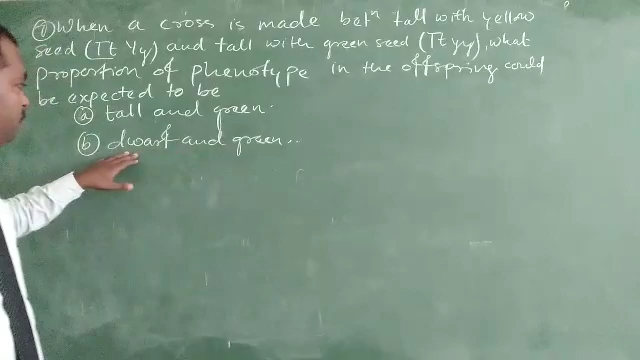 ⑦ When a cross is made betn tall with yellow
seed (Tt Yy) and tall with green seed (Tt yy), what
proportion of phenotype in the offspring could
be expected to be
ⓐ tall and green.
ⓑ dwarf and green..